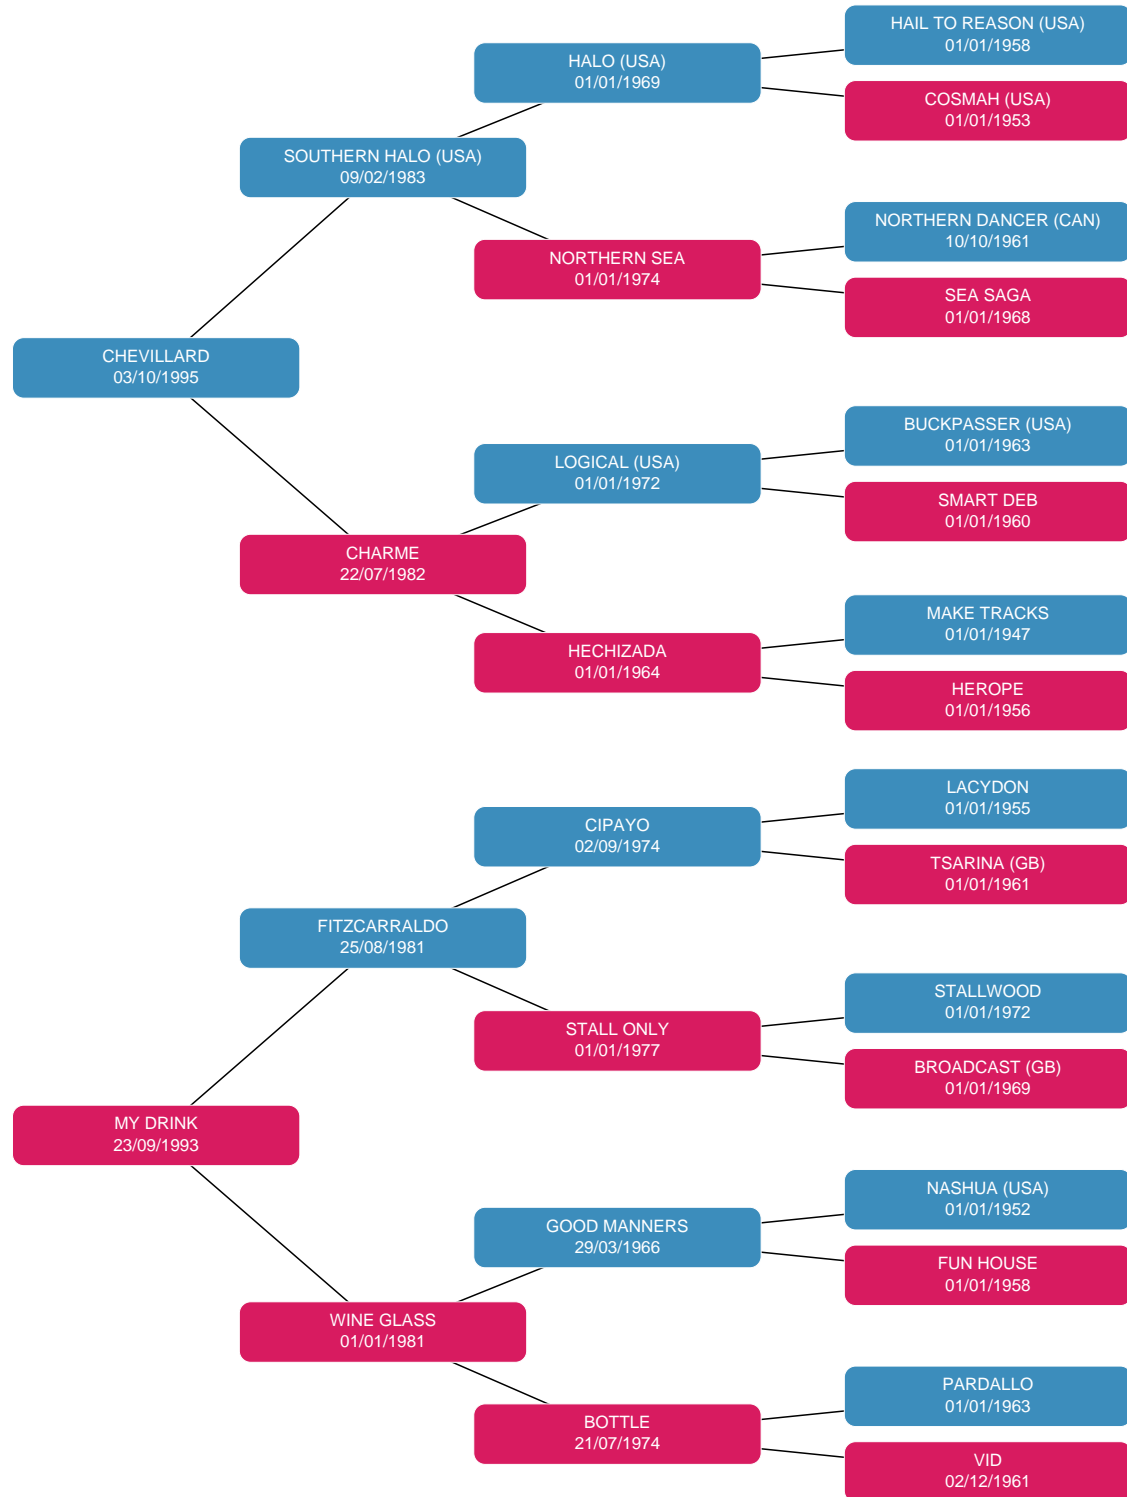 HAIL TO REASON (USA)
01/01/1958
HALO (USA)
01/01/1969
COSMAH (USA)
01/01/1953
SOUTHERN HALO (USA)
09/02/1983
NORTHERN DANCER (CAN)
10/10/1961
NORTHERN SEA
01/01/1974
SEA SAGA
01/01/1968
CHEVILLARD
03/10/1995
BUCKPASSER (USA)
01/01/1963
LOGICAL (USA)
01/01/1972
SMART DEB
01/01/1960
CHARME
22/07/1982
MAKE TRACKS
01/01/1947
HECHIZADA
01/01/1964
HEROPE
01/01/1956
LACYDON
01/01/1955
CIPAYO
02/09/1974
TSARINA (GB)
01/01/1961
FITZCARRALDO
25/08/1981
STALLWOOD
01/01/1972
STALL ONLY
01/01/1977
BROADCAST (GB)
01/01/1969
MY DRINK
23/09/1993
NASHUA (USA)
01/01/1952
GOOD MANNERS
29/03/1966
FUN HOUSE
01/01/1958
WINE GLASS
01/01/1981
PARDALLO
01/01/1963
BOTTLE
21/07/1974
VID
02/12/1961